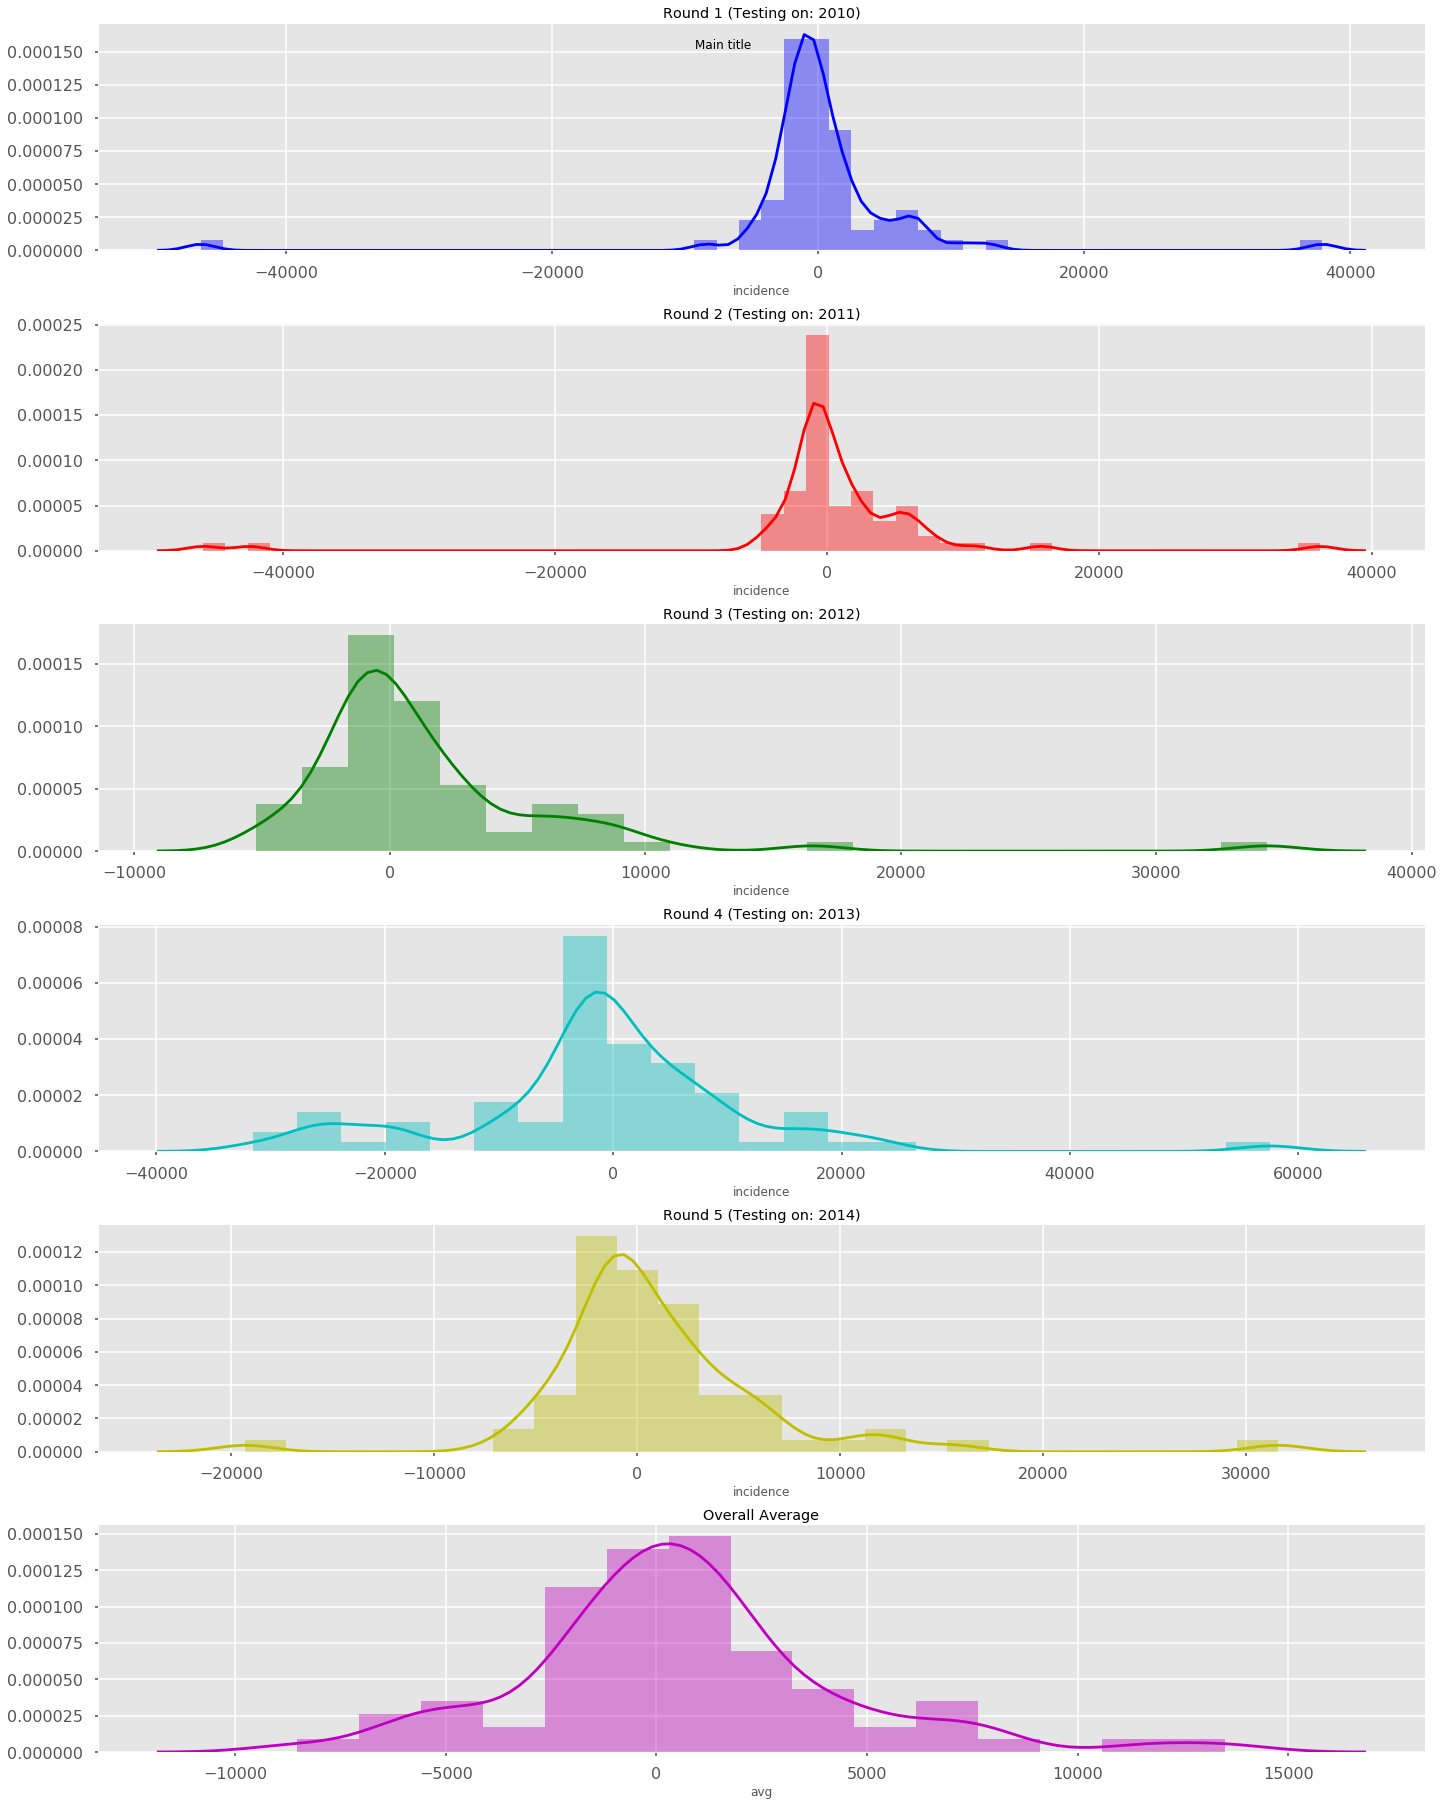 Round 1 (Testing on: 2010)
Main title
0.000150
0.000125
0.000100
0.000075
0.000050
0.000025
0.000000
−40000 −20000 0 20000 40000
incidence
Round 2 (Testing on: 2011)
0.00025
0.00020
0.00015
0.00010
0.00005
0.00000
−40000 −20000 0 20000 40000
incidence
Round 3 (Testing on: 2012)
0.00015
0.00010
0.00005
0.00000
−10000 0 10000 20000 30000 40000
incidence
Round 4 (Testing on: 2013)
0.00008
0.00006
0.00004
0.00002
0.00000
−40000 −20000 0 20000 40000 60000
incidence
Round 5 (Testing on: 2014)
0.00012
0.00010
0.00008
0.00006
0.00004
0.00002
0.00000
−20000 −10000 0 10000 20000 30000
incidence
Overall Average
0.000150
0.000125
0.000100
0.000075
0.000050
0.000025
0.000000
−10000 −5000 0 5000 10000 15000
avg